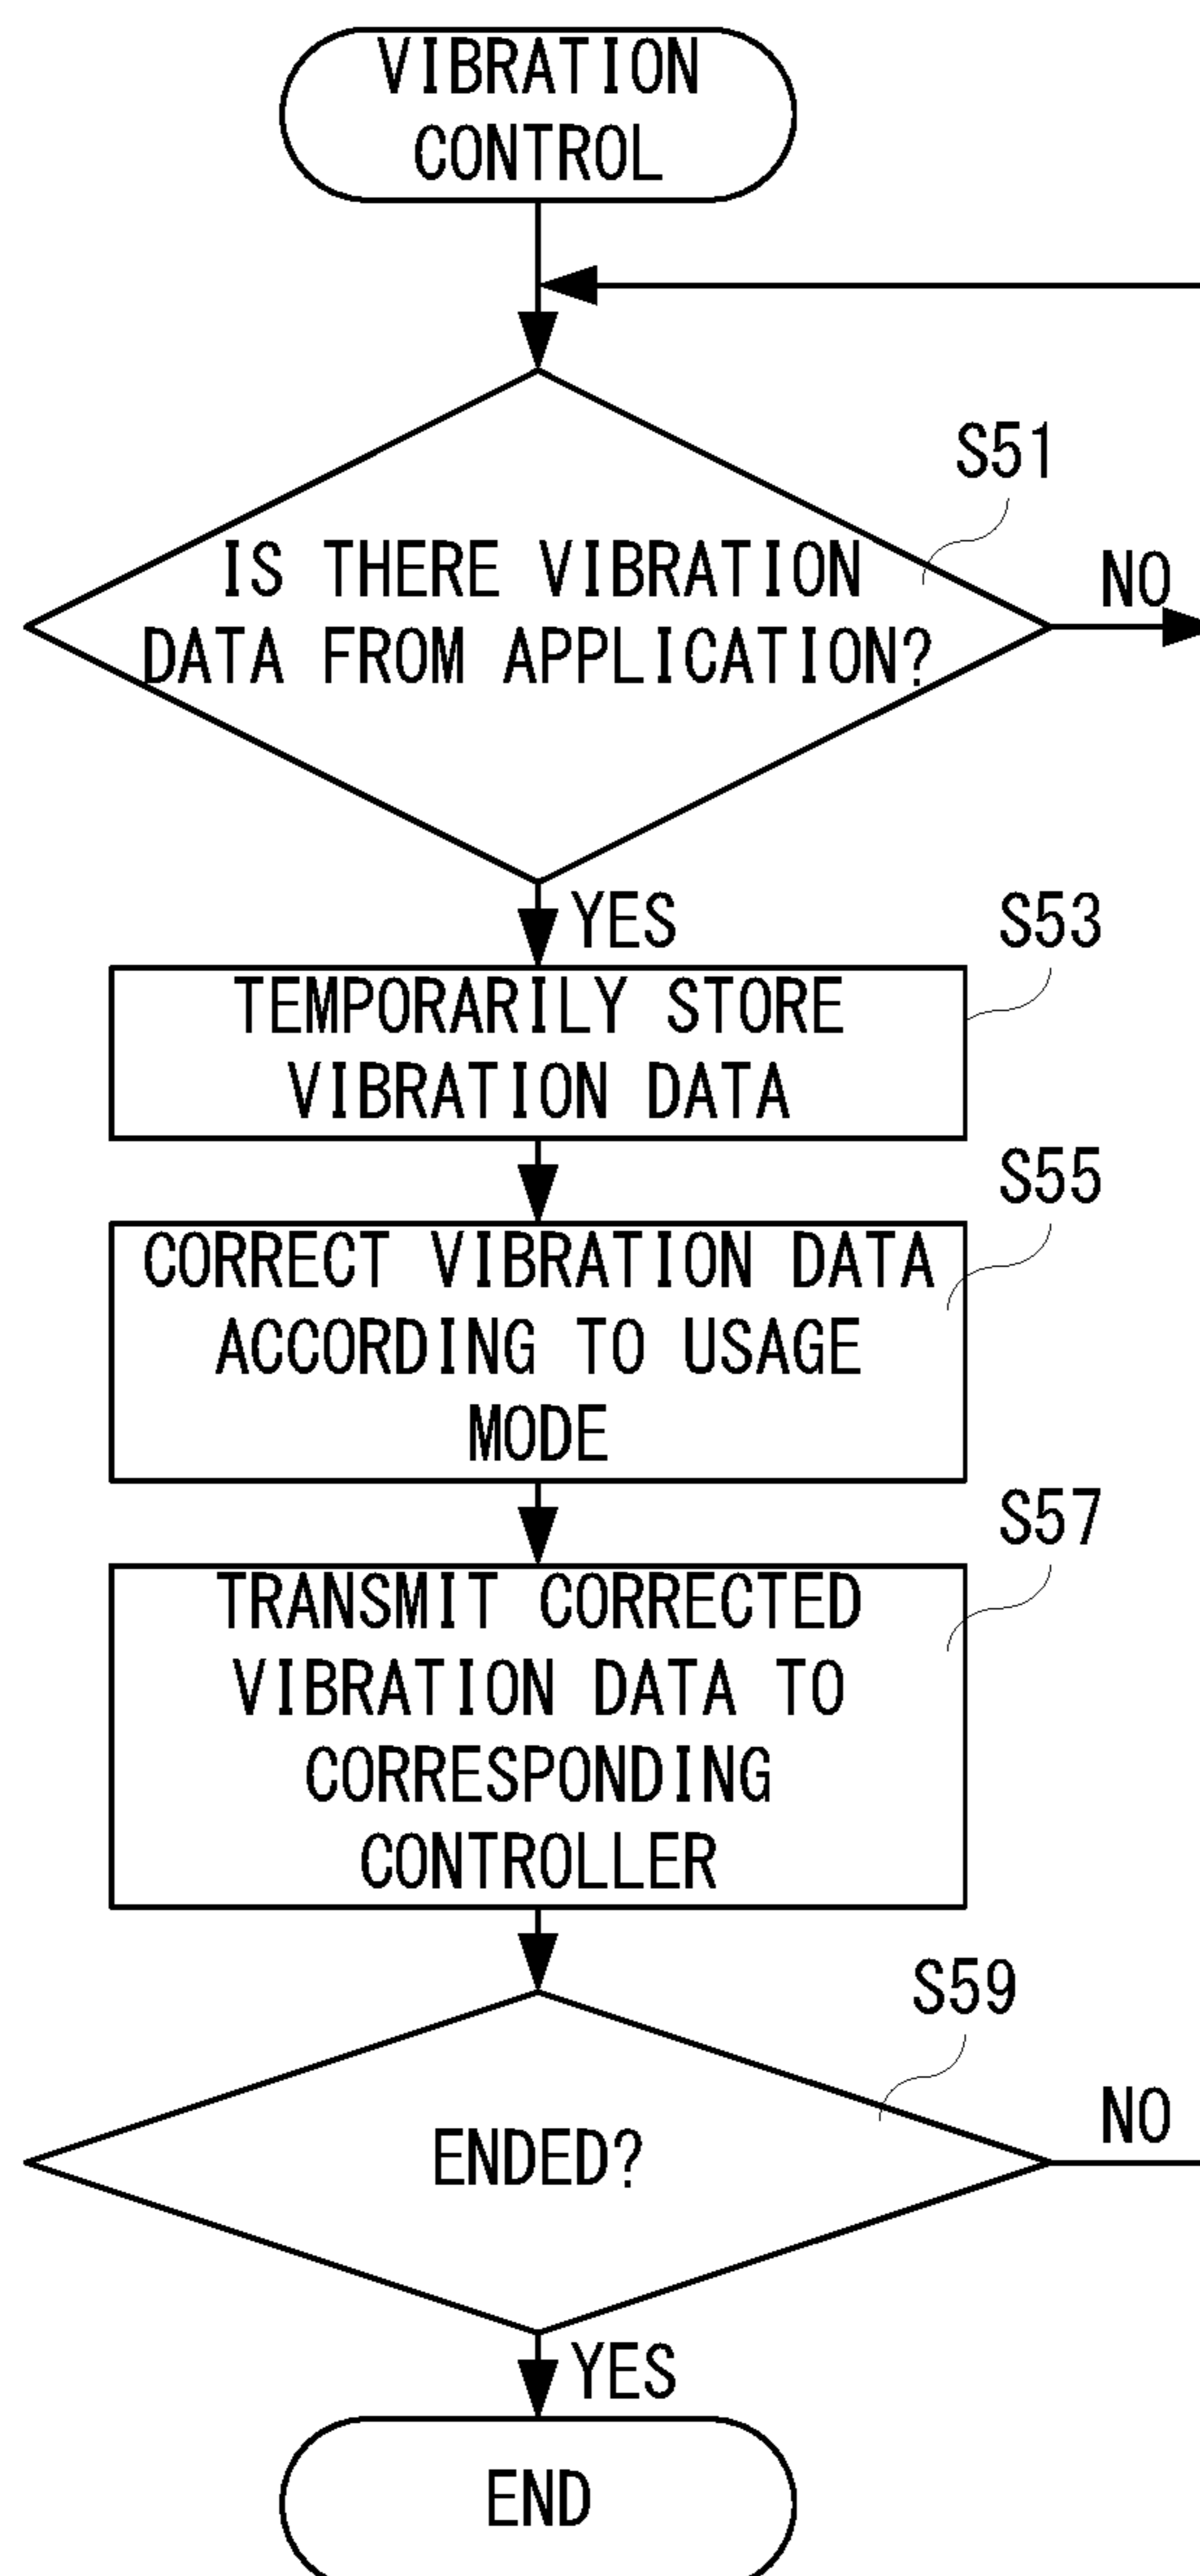 VIBRATION
CONTROL
S51
IS THERE VIBRATION
DATA FROM APPLICATION?
NO
YES
S53
TEMPORARILY STORE
VIBRATION DATA
S55
CORRECT VIBRATION DATA
ACCORDING TO USAGE
MODE
S57
TRANSMIT CORRECTED
VIBRATION DATA TO
CORRESPONDING
CONTROLLER
S59
ENDED?
NO
YES
END